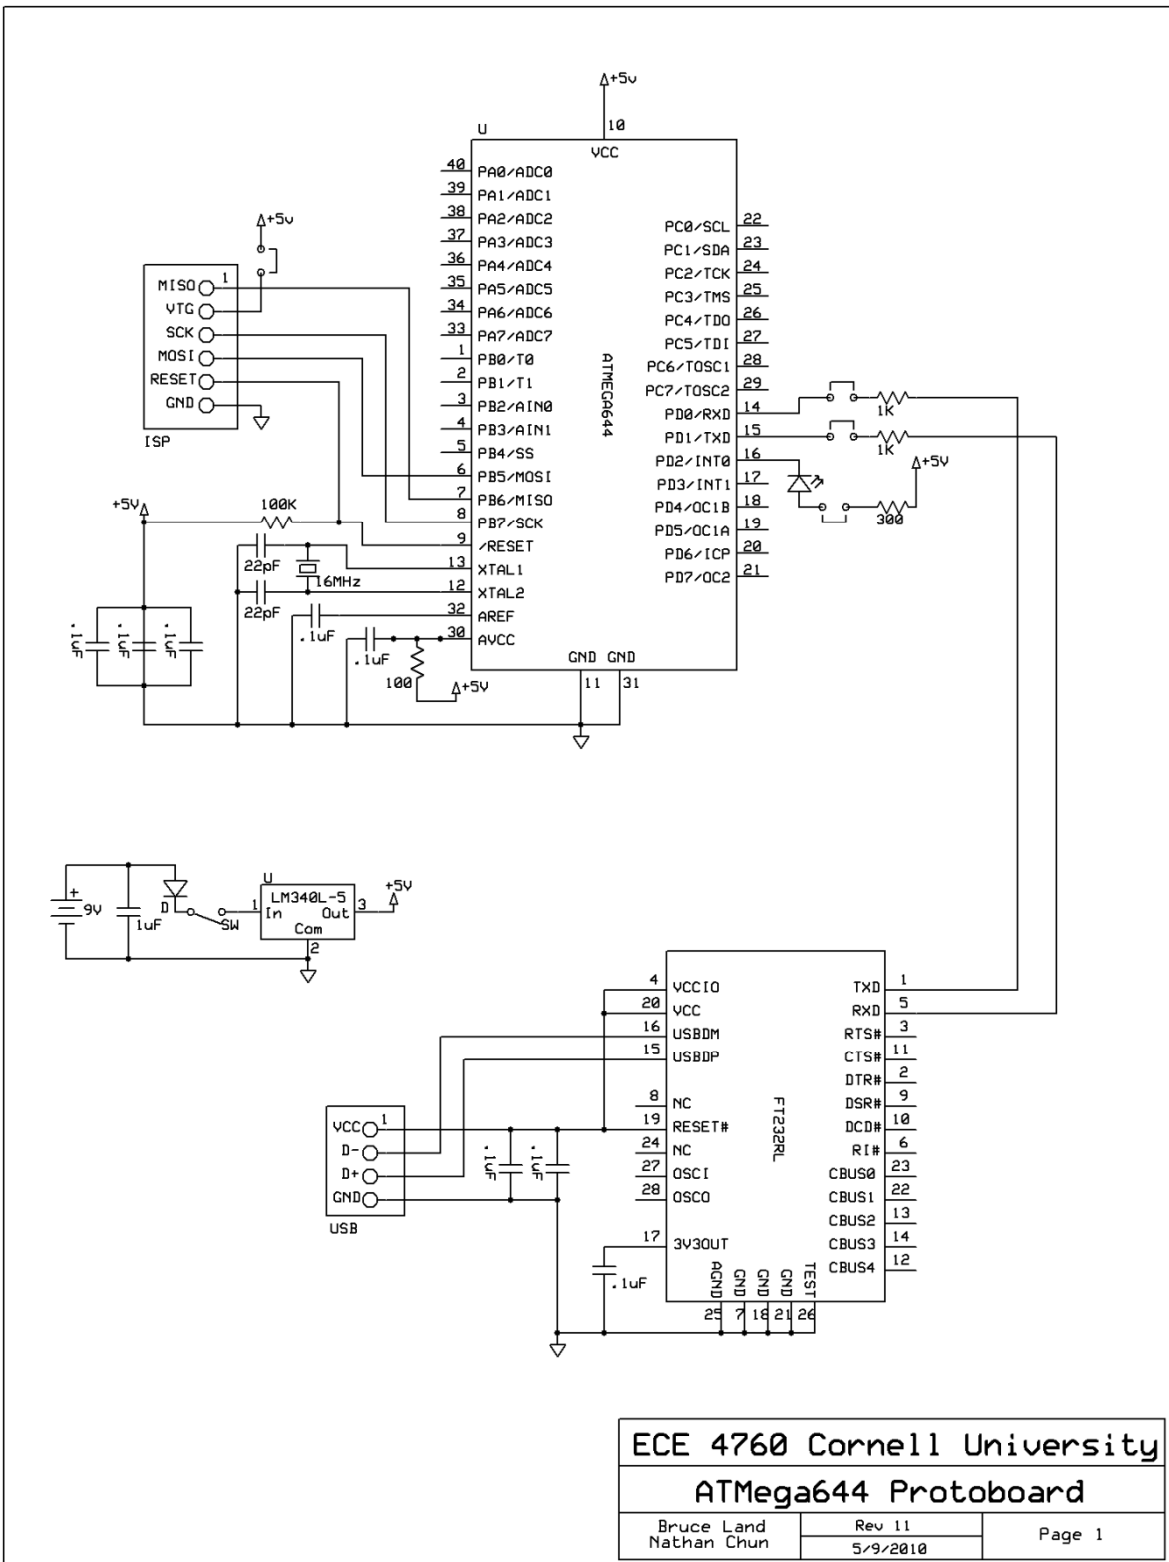 +5v
10
U
VCC
40 PA0/ADC0
39 PA1/ADC1
38 PA2/ADC2
37 PA3/ADC3
36 PA4/ADC4
35 PA5/ADC5
34 PA6/ADC6
33 PA7/ADC7
1 PB0/T0
2 PB1/T1
3 PB2/AIN0
4 PB3/AIN1
5 PB4/SS
6 PB5/MOSI
7 PB6/MISO
8 PB7/SCK
9 /RESET
13 XTAL1
12 XTAL2
32 AREF
30 AVCC
ATMEGA644
PC0/SCL 22
PC1/SDA 23
PC2/TCK 24
PC3/TMS 25
PC4/TDO 26
PC5/TDI 27
PC6/TOSC1 28
PC7/TOSC2 29
PD0/RXD 14
PD1/TXD 15
PD2/INT0 16
PD3/INT1 17
PD4/OC1B 18
PD5/OC1A 19
PD6/ICP 20
PD7/OC2 21
GND GND
11 31
1K
1K
+5V
300
+5v
MISO 1
VTG
SCK
MOSI
RESET
GND
ISP
+5V
100K
22pF
16MHz
22pF
.1uF
.1uF
100
+5V
.1uF
.1uF
.1uF
+
9V
1uF
D
SW
U
LM340L-5
1 In Out 3
Com
2
+5V
4 VCCIO
20 VCC
16 USBDM
15 USBDP
8 NC
19 RESET#
24 NC
27 OSCI
28 OSCO
17 3V3OUT
FT232RL
TXD 1
RXD 5
RTS# 3
CTS# 11
DTR# 2
DSR# 9
DCD# 10
RI# 6
CBUS0 23
CBUS1 22
CBUS2 13
CBUS3 14
CBUS4 12
AGND GND GND GND TEST
25 7 18 21 26
VCC 1
D-
D+
GND
USB
.1uF
.1uF
.1uF
ECE 4760 Cornell University
ATMega644 Protoboard
Bruce Land
Nathan Chun
Rev 11
5/9/2010
Page 1